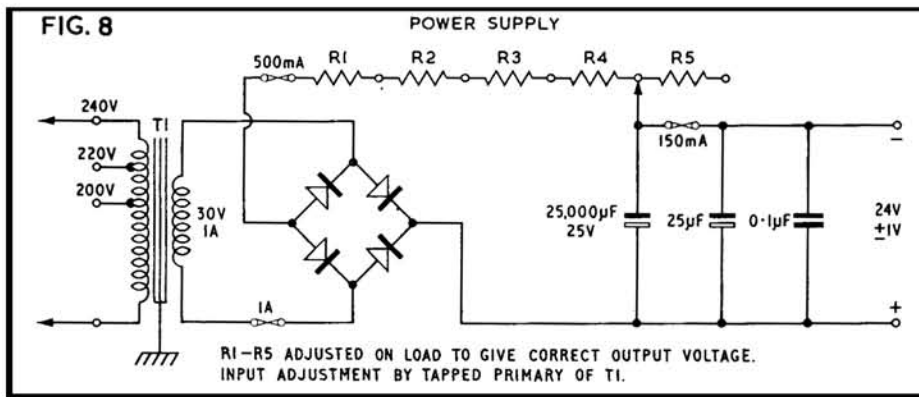 FIG. 8
POWER SUPPLY
500mA
R1
R2
R3
R4
R5
240V
T1
220V
200V
150mA
−
30V
1A
25,000µF
25V
25µF
0·1µF
24V
±1V
1A
+
R1–R5 ADJUSTED ON LOAD TO GIVE CORRECT OUTPUT VOLTAGE.
INPUT ADJUSTMENT BY TAPPED PRIMARY OF T1.